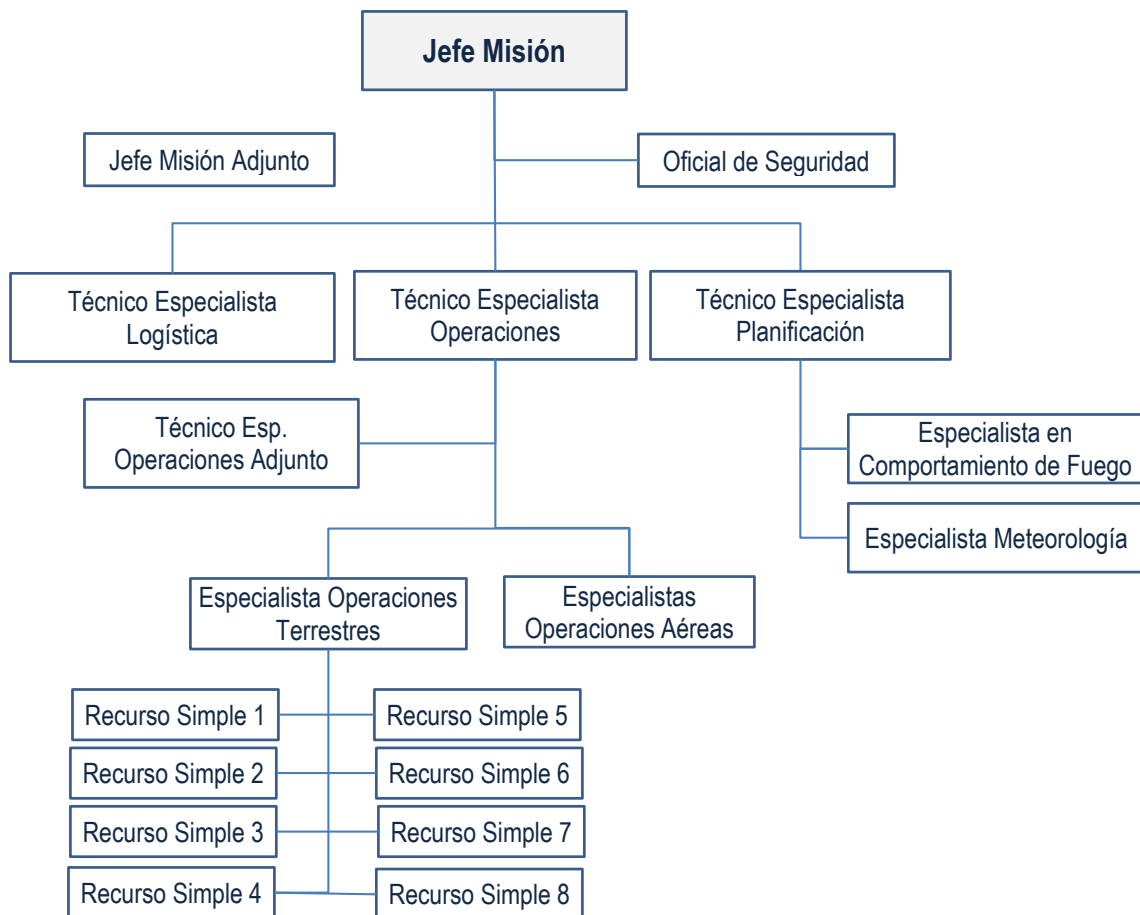 Jefe Misión
Jefe Misión Adjunto
Oficial de Seguridad
Técnico Especialista
Logística
Técnico Especialista
Operaciones
Técnico Especialista
Planificación
Técnico Esp.
Operaciones Adjunto
Especialista en
Comportamiento de Fuego
Especialista Meteorología
Especialista Operaciones
Terrestres
Especialistas
Operaciones Aéreas
Recurso Simple 1
Recurso Simple 5
Recurso Simple 2
Recurso Simple 6
Recurso Simple 3
Recurso Simple 7
Recurso Simple 4
Recurso Simple 8